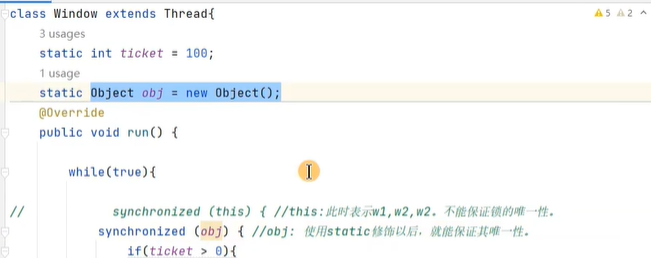 class Window extends Thread{
5 2
3 usages
static int ticket = 100;
1 usage
static Object obj = new Object();
@Override
public void run() {
while(true){
// synchronized (this) { //this:此时表示w1,w2,w2。不能保证锁的唯一性。
synchronized (obj) { //obj: 使用static修饰以后，就能保证其唯一性。
if(ticket > 0){